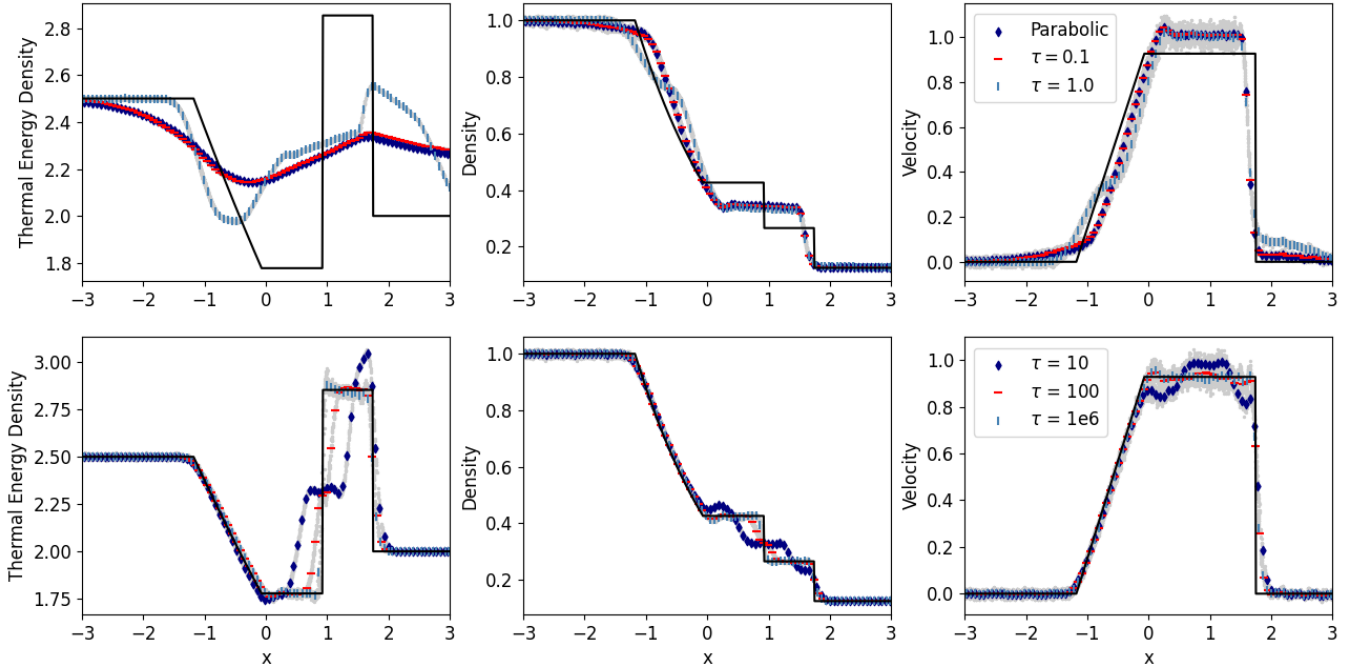 Thermal Energy Density
2.8
2.6
2.4
2.2
2.0
1.8
−3 −2 −1 0 1 2 3
Density
1.0
0.8
0.6
0.4
0.2
−3 −2 −1 0 1 2 3
Velocity
1.0
0.8
0.6
0.4
0.2
0.0
−3 −2 −1 0 1 2 3
Parabolic
τ = 0.1
τ = 1.0
Thermal Energy Density
3.00
2.75
2.50
2.25
2.00
1.75
−3 −2 −1 0 1 2 3
x
Density
1.0
0.8
0.6
0.4
0.2
−3 −2 −1 0 1 2 3
x
Velocity
1.0
0.8
0.6
0.4
0.2
0.0
−3 −2 −1 0 1 2 3
x
τ = 10
τ = 100
τ = 1e6